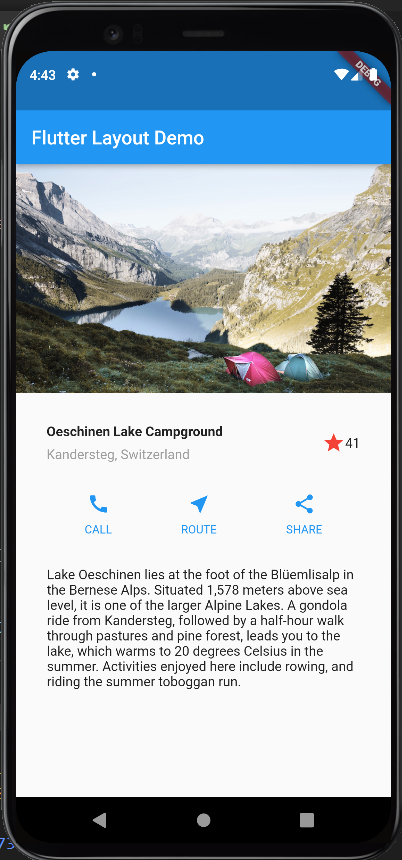 4:43
DEBUG
Flutter Layout Demo
Oeschinen Lake Campground
Kandersteg, Switzerland
41
CALL
ROUTE
SHARE
Lake Oeschinen lies at the foot of the Blüemlisalp in
the Bernese Alps. Situated 1,578 meters above sea
level, it is one of the larger Alpine Lakes. A gondola
ride from Kandersteg, followed by a half-hour walk
through pastures and pine forest, leads you to the
lake, which warms to 20 degrees Celsius in the
summer. Activities enjoyed here include rowing, and
riding the summer toboggan run.
73